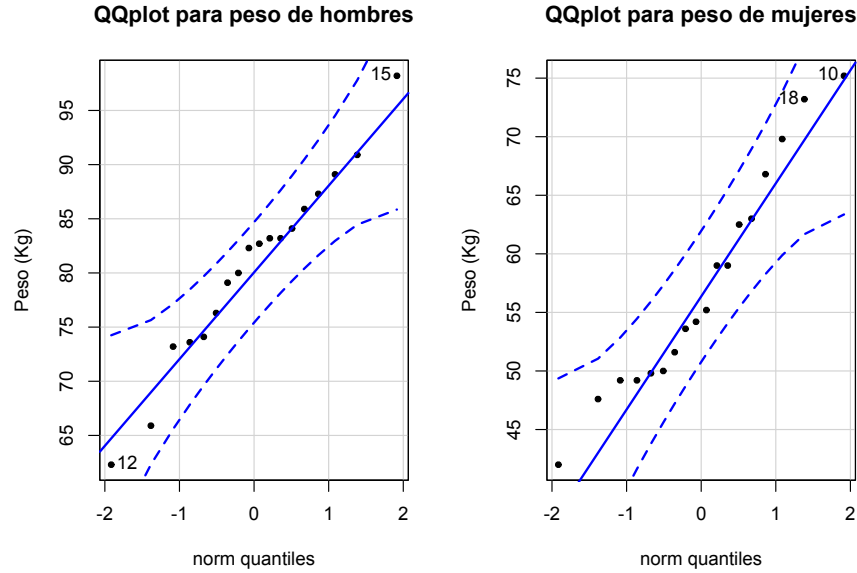 QQplot para peso de hombres
95
90
85
80
75
70
65
Peso (Kg)
15
12
-2 -1 0 1 2
norm quantiles
QQplot para peso de mujeres
75
70
65
60
55
50
45
Peso (Kg)
10
18
-2 -1 0 1 2
norm quantiles